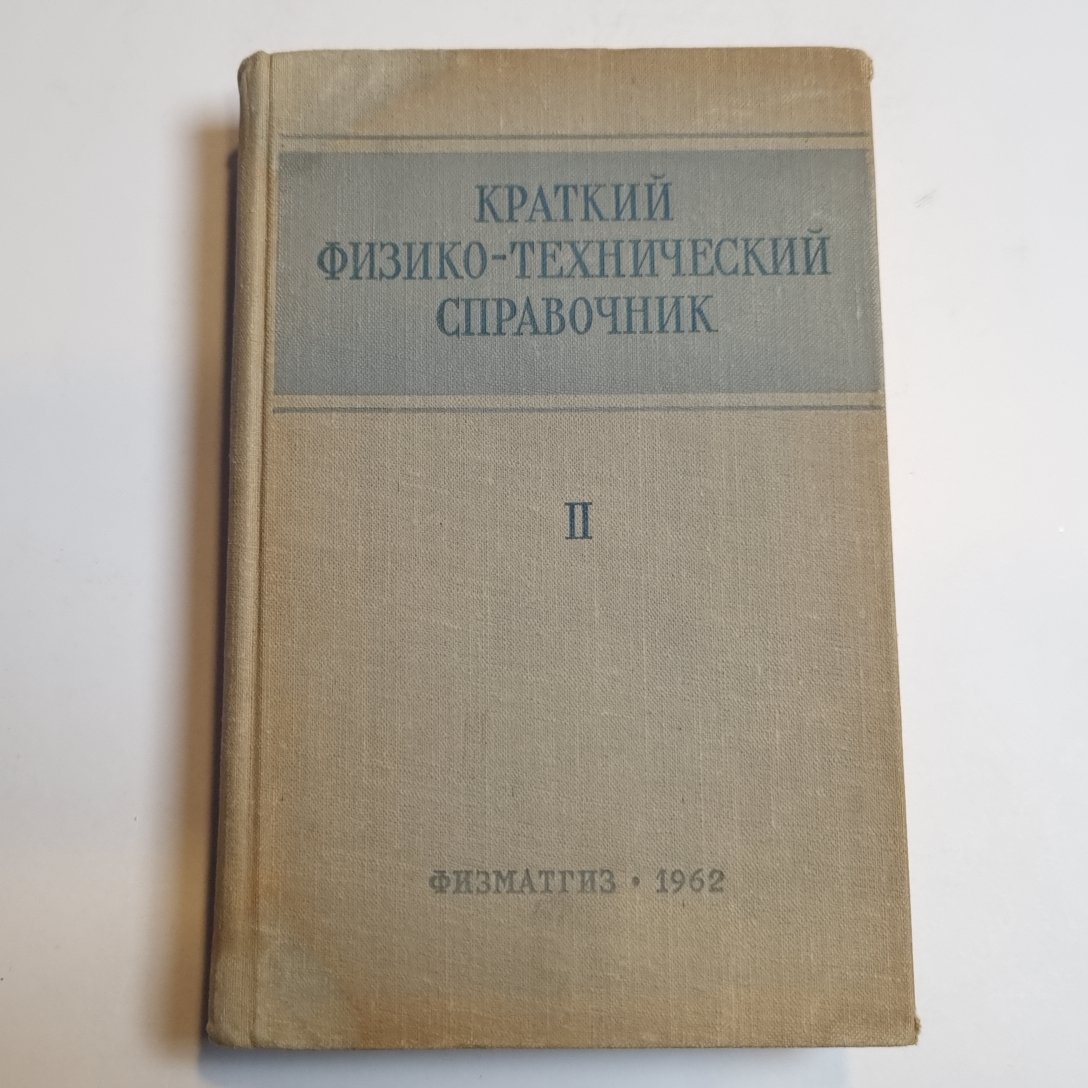 КРАТКИЙ
ФИЗИКО-ТЕХНИЧЕСКИЙ
СПРАВОЧНИК
II
ФИЗМАТГИЗ • 1962